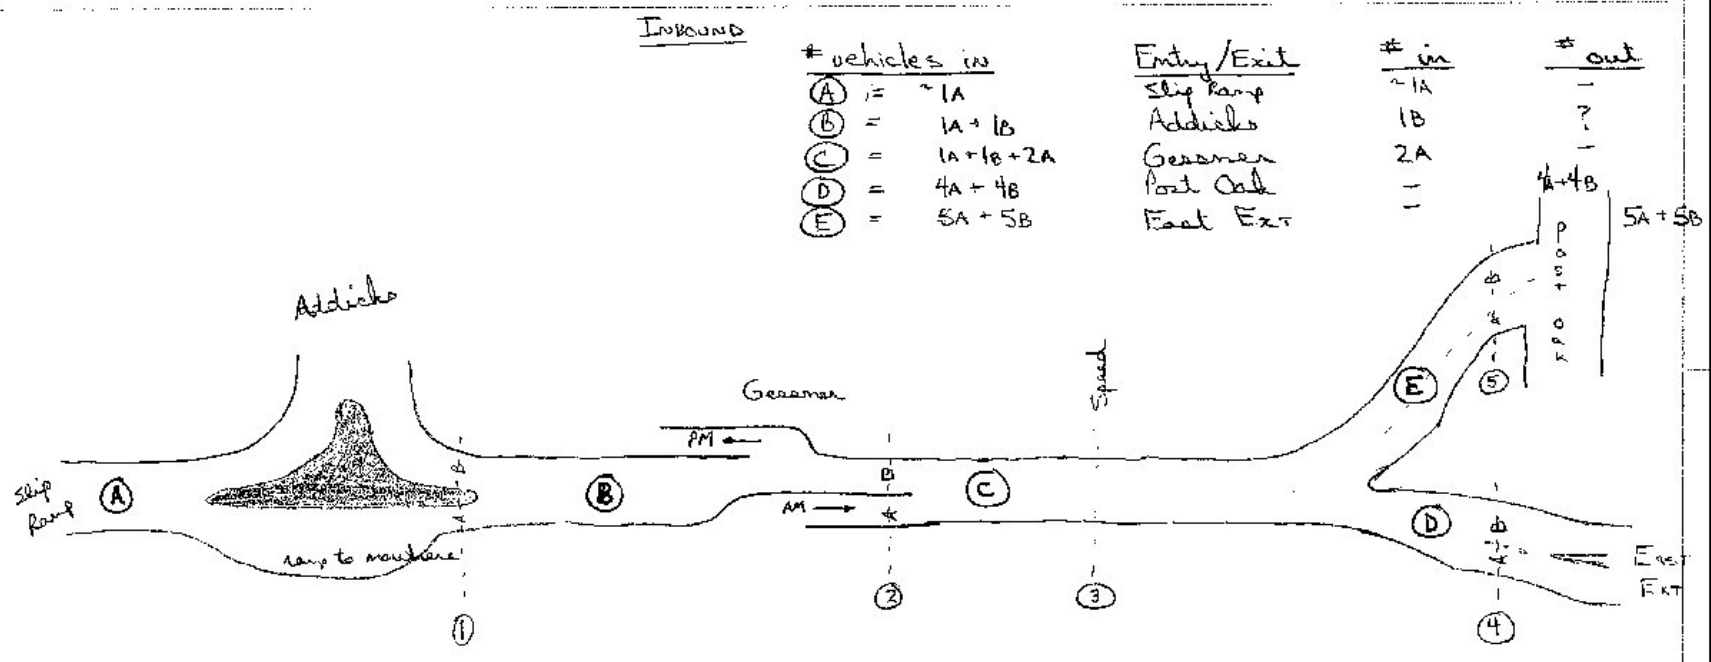 INBOUND
# vehicles in Entry/Exit # in # out
A = ~1A Slip Ramp ~1A -
B = 1A + 1B Addicks 1B ?
C = 1A + 1B + 2A Gessner 2A -
D = 4A + 4B Post Oak - 4A+4B
E = 5A + 5B East Ext - 5A + 5B
Addicks
Gessner
Speed
POST OAK
B
A
E
5
PM
Slip Ramp
A
B
B
A
B
A
AM
C
D
B
A
East
Ext
ramp to nowhere
1
2
3
4